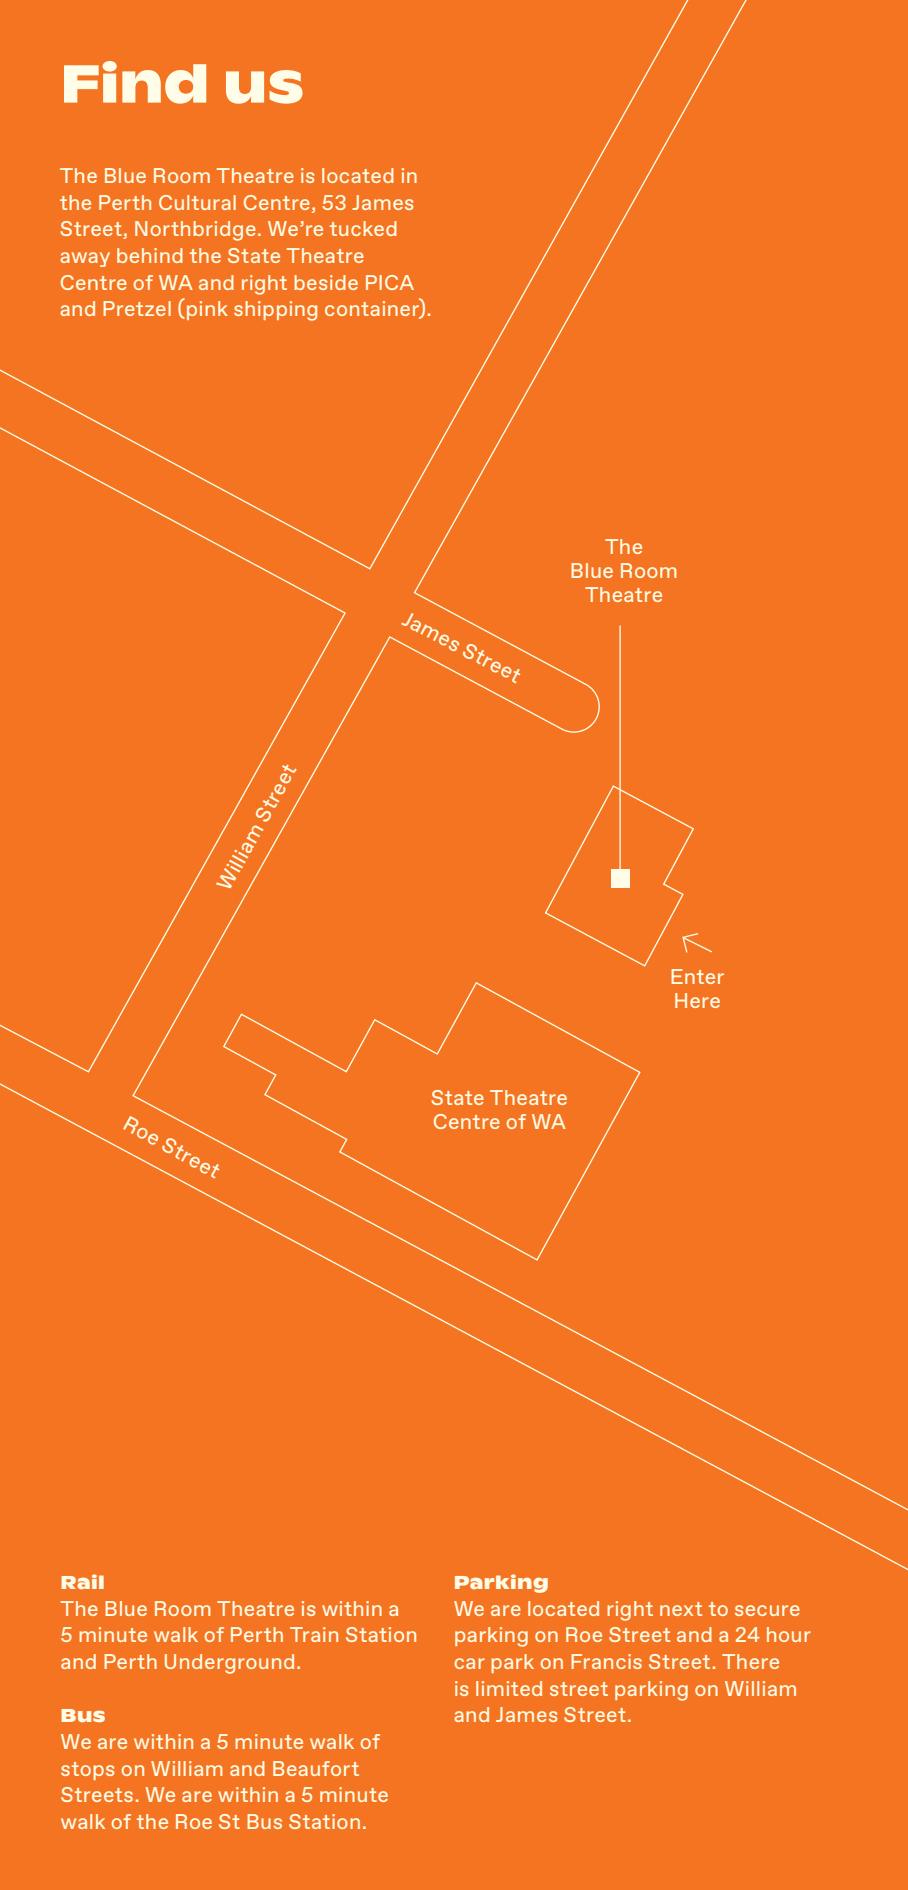 Find us
The Blue Room Theatre is located in
the Perth Cultural Centre, 53 James
Street, Northbridge. We’re tucked
away behind the State Theatre
Centre of WA and right beside PICA
and Pretzel (pink shipping container).
The
Blue Room
Theatre
James Street
William Street
Enter
Here
State Theatre
Centre of WA
Roe Street
Rail
The Blue Room Theatre is within a
5 minute walk of Perth Train Station
and Perth Underground.
Bus
We are within a 5 minute walk of
stops on William and Beaufort
Streets. We are within a 5 minute
walk of the Roe St Bus Station.
Parking
We are located right next to secure
parking on Roe Street and a 24 hour
car park on Francis Street. There
is limited street parking on William
and James Street.